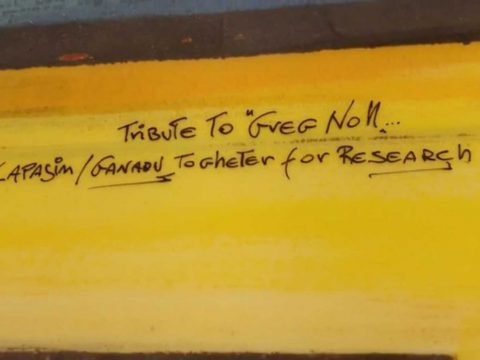 Tribute To "Greg Noll...
CAPASIM/GANADU Togheter for Research